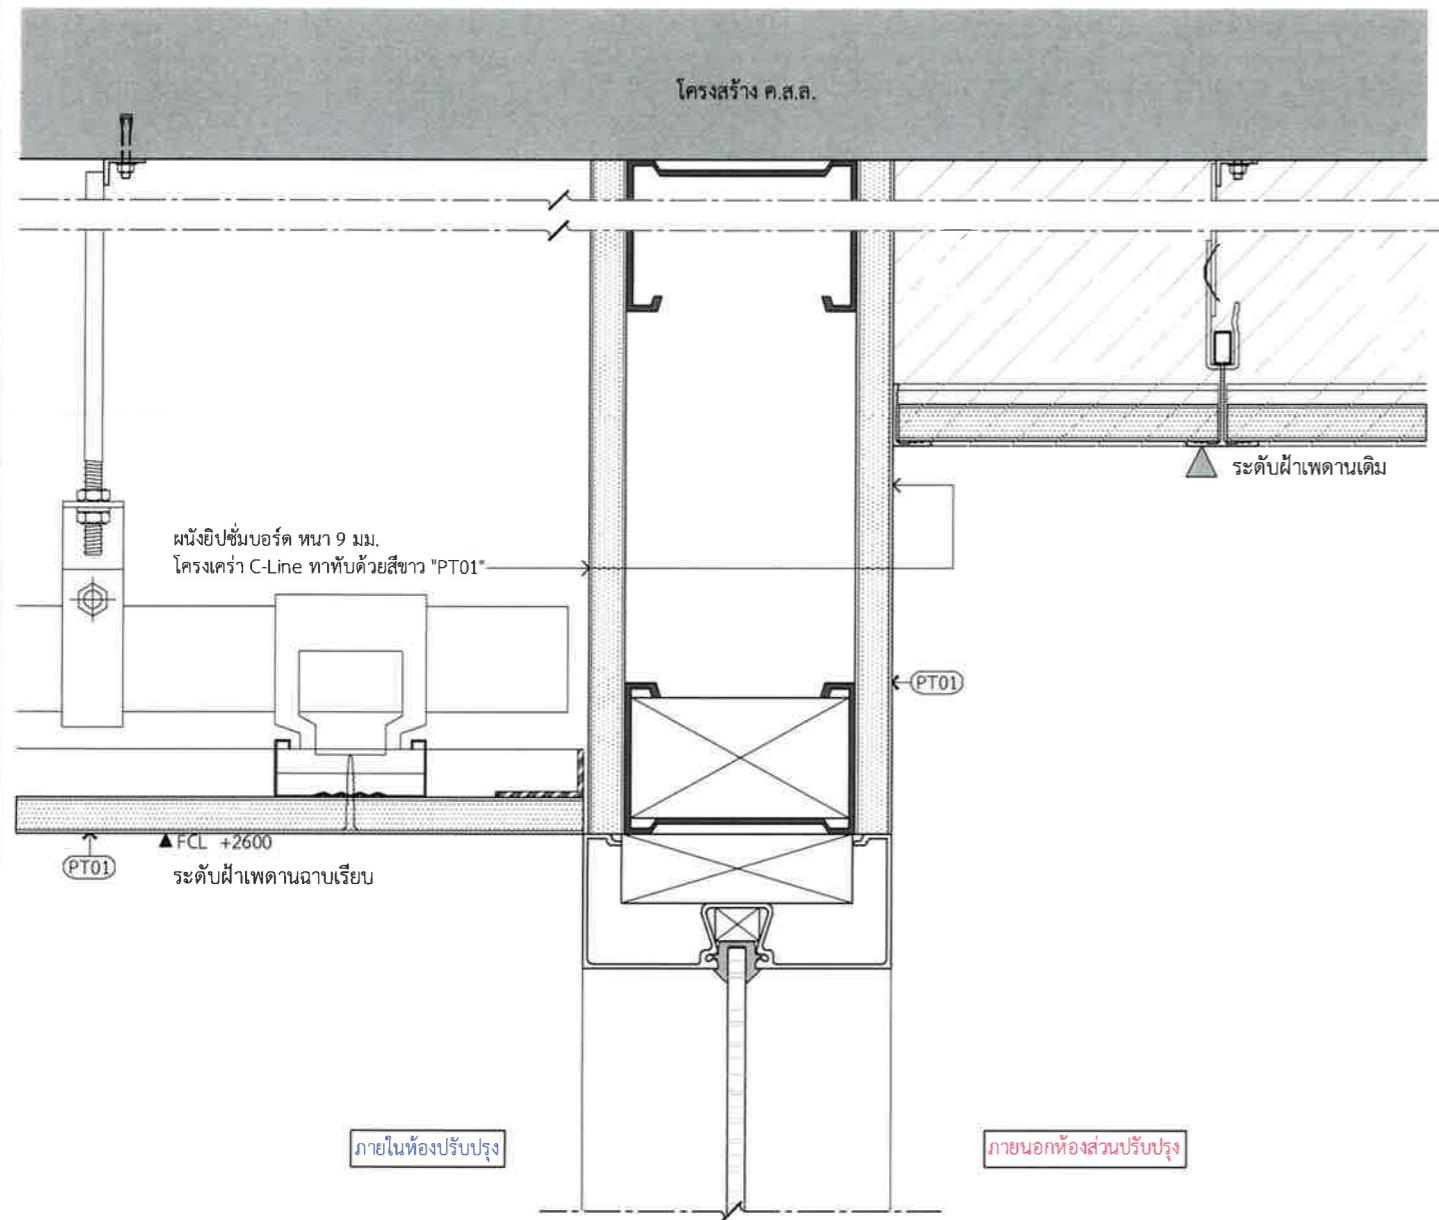 โครงสร้าง ค.ส.ล.
ระดับฝ้าเพดานเดิม
ผนังยิปซั่มบอร์ด หนา 9 มม.
โครงเคร่า C-Line ทาทับด้วยสีขาว "PT01"
PT01
FCL +2600
PT01
ระดับฝ้าเพดานฉาบเรียบ
ภายในห้องปรับปรุง
ภายนอกห้องส่วนปรับปรุง